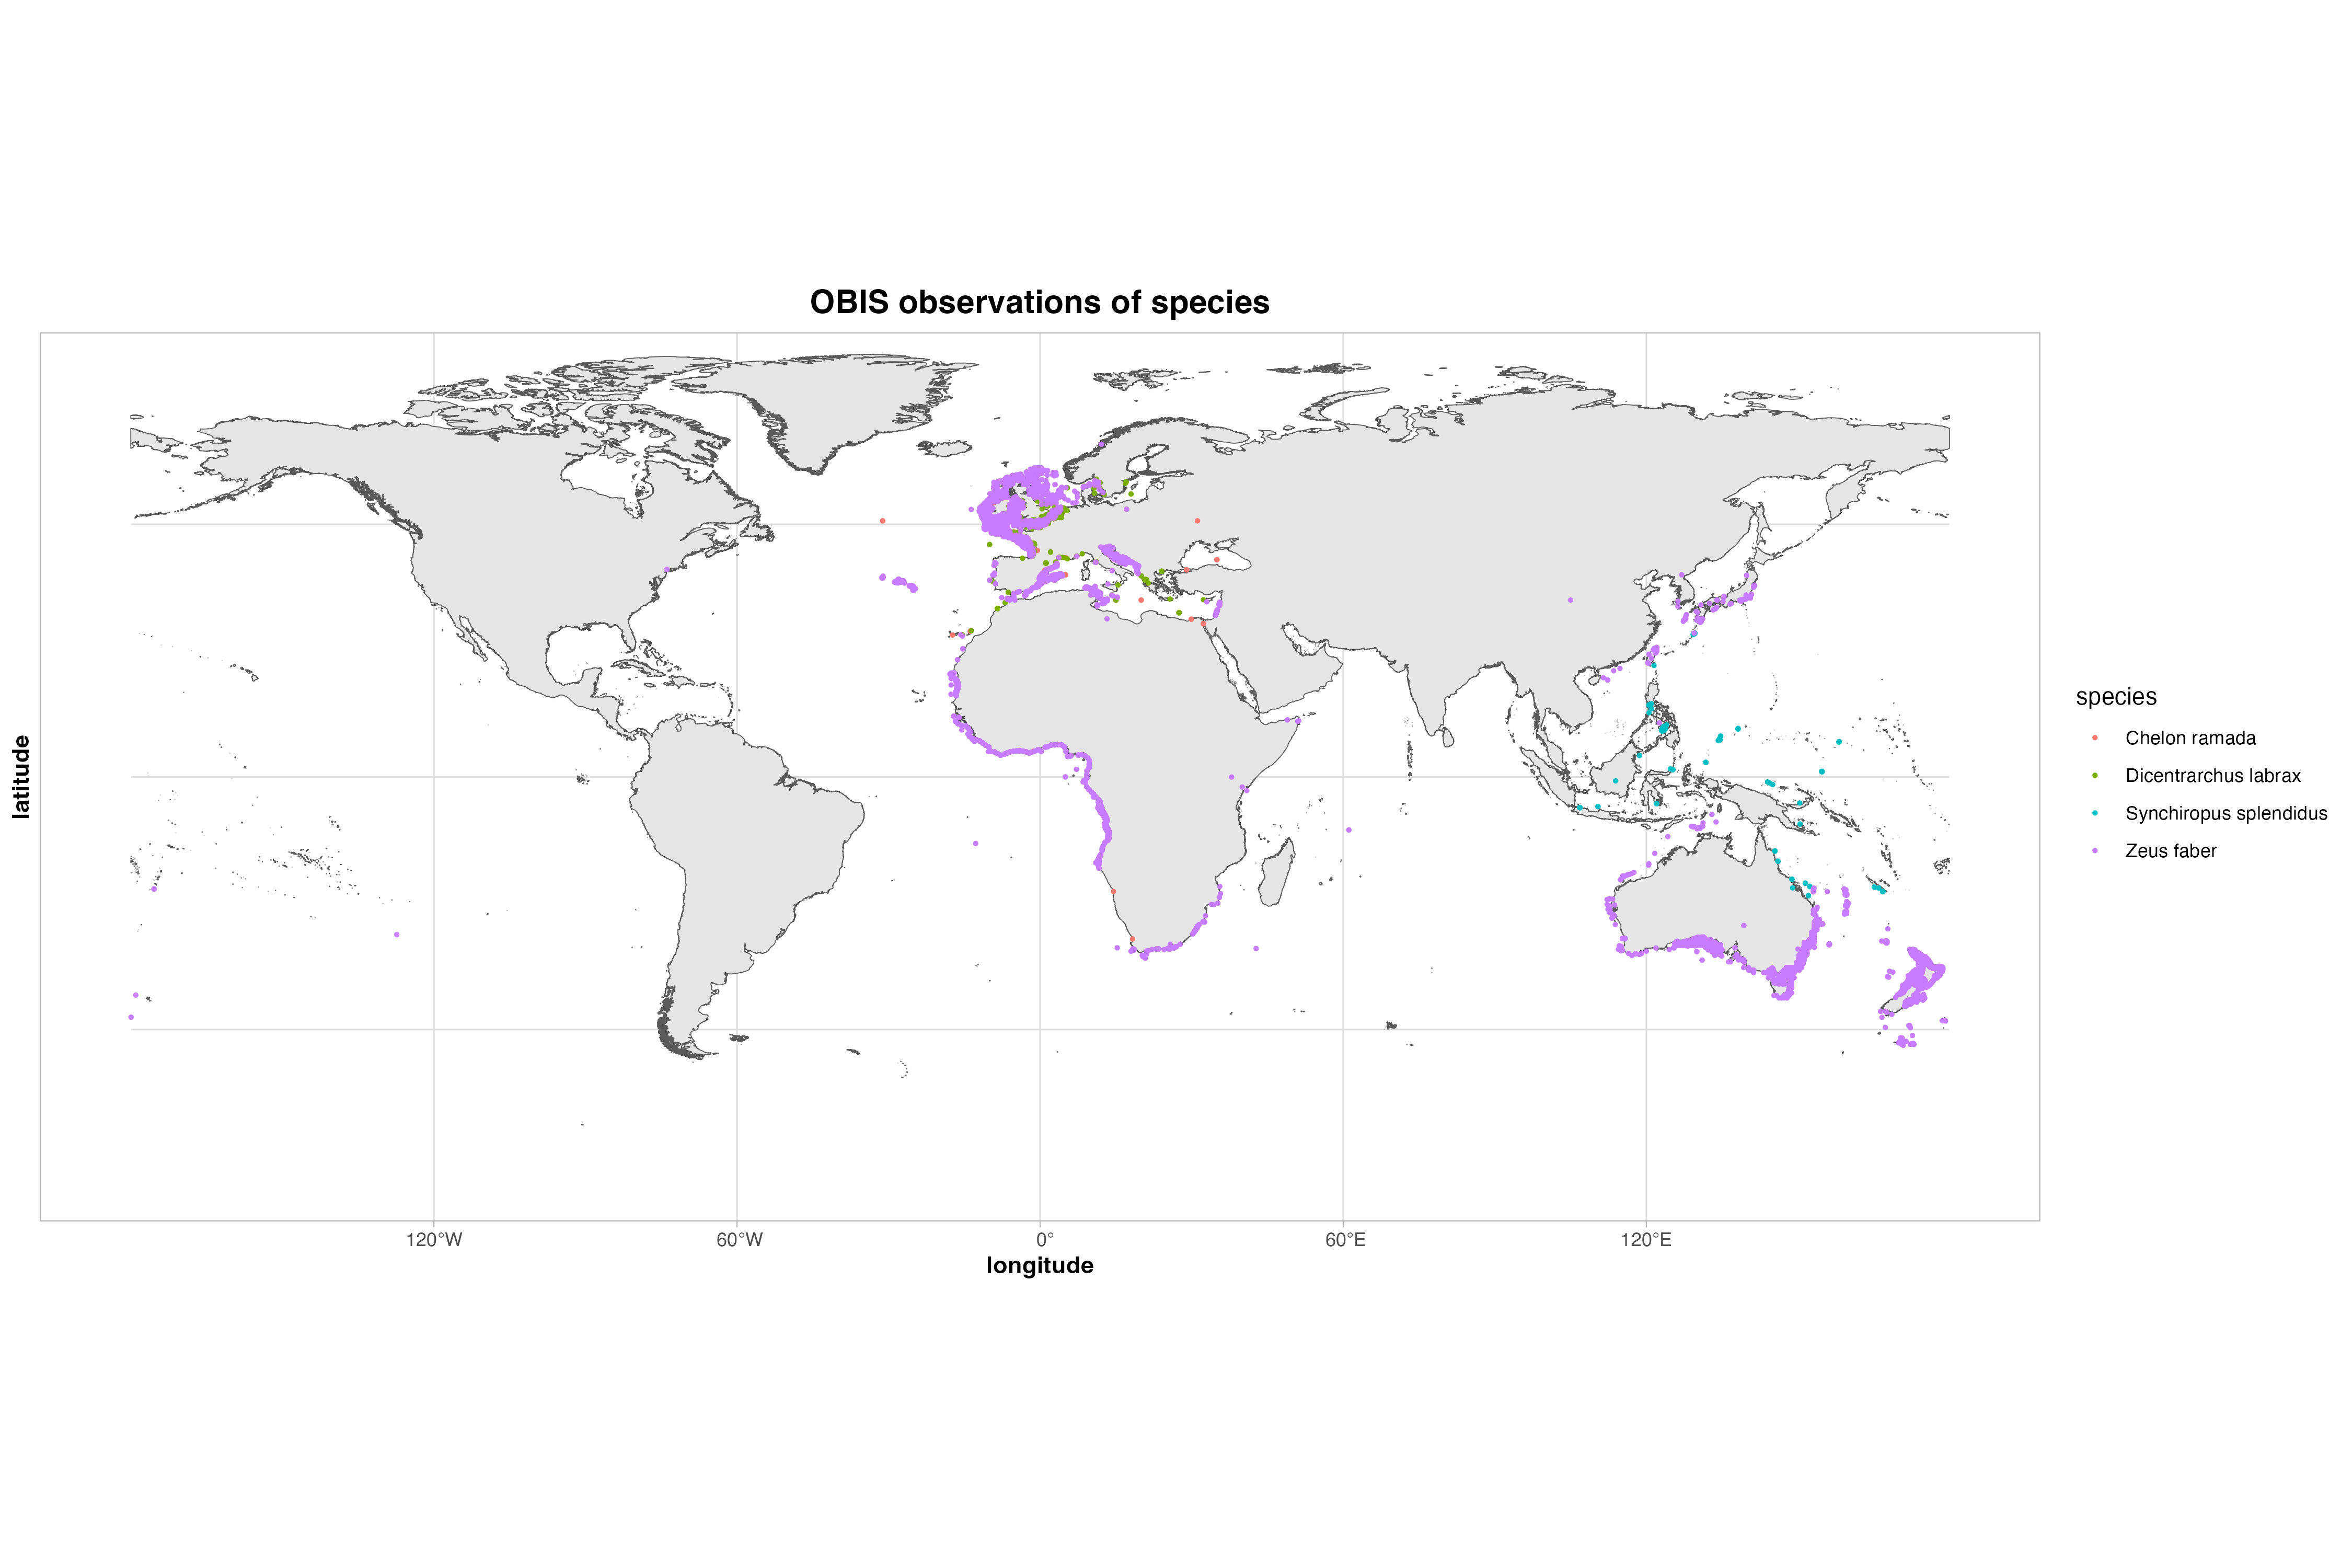 OBIS observations of species
latitude
120°W
60°W
0°
60°E
120°E
longitude
species
Chelon ramada
Dicentrarchus labrax
Synchiropus splendidus
Zeus faber